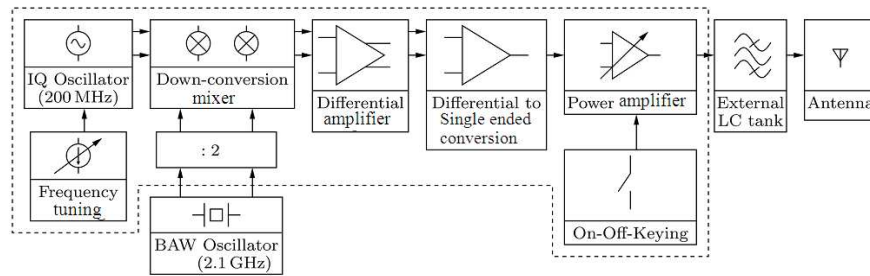 IQ Oscillator
(200 MHz)
Down-conversion
mixer
Differential
amplifier
Differential to
Single ended
conversion
Power amplifier
External
LC tank
Antenna
: 2
Frequency
tuning
BAW Oscillator
(2.1 GHz)
On-Off-Keying